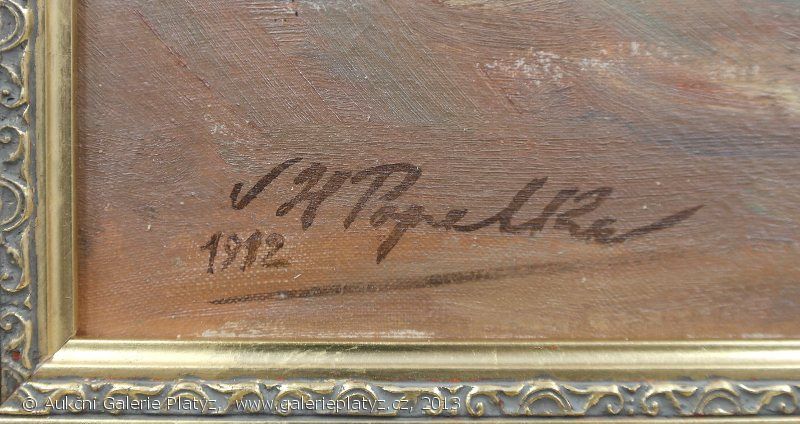 V H Popelka
1912
© Aukční Galerie Platýz, www.galerieplatyz.cz, 2013